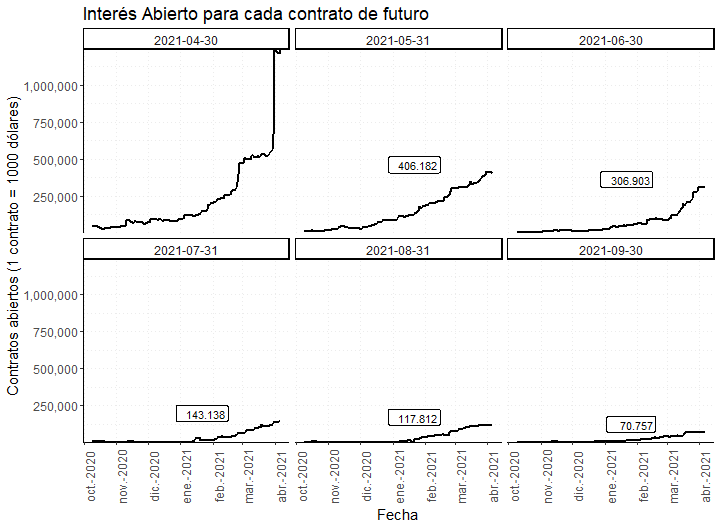 Interés Abierto para cada contrato de futuro
Contratos abiertos (1 contrato = 1000 dólares)
2021-04-30
2021-05-31
2021-06-30
1,000,000
750,000
500,000
250,000
406.182
306.903
2021-07-31
2021-08-31
2021-09-30
1,000,000
750,000
500,000
250,000
143.138
117.812
70.757
oct.-2020
nov.-2020
dic.-2020
ene.-2021
feb.-2021
mar.-2021
abr.-2021
oct.-2020
nov.-2020
dic.-2020
ene.-2021
feb.-2021
mar.-2021
abr.-2021
oct.-2020
nov.-2020
dic.-2020
ene.-2021
feb.-2021
mar.-2021
abr.-2021
Fecha